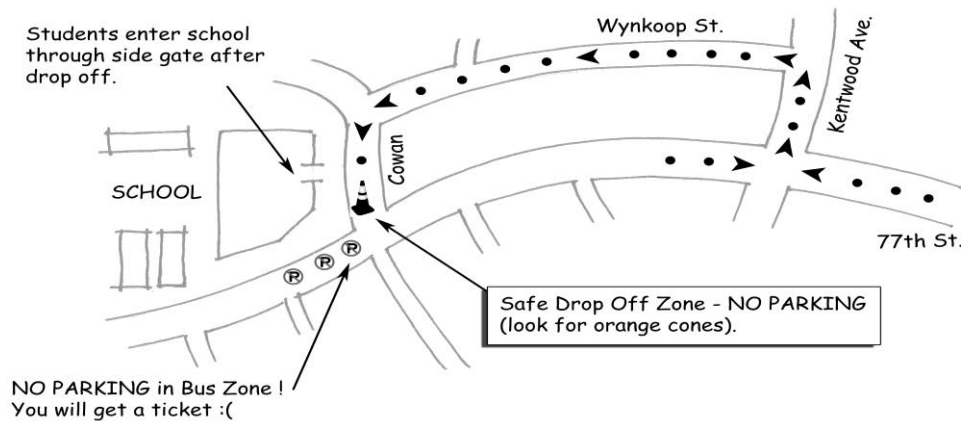 Students enter school
through side gate after
drop off.
Wynkoop St.
Kentwood Ave.
Cowan
SCHOOL
77th St.
R R R
Safe Drop Off Zone - NO PARKING
(look for orange cones).
NO PARKING in Bus Zone !
You will get a ticket :(